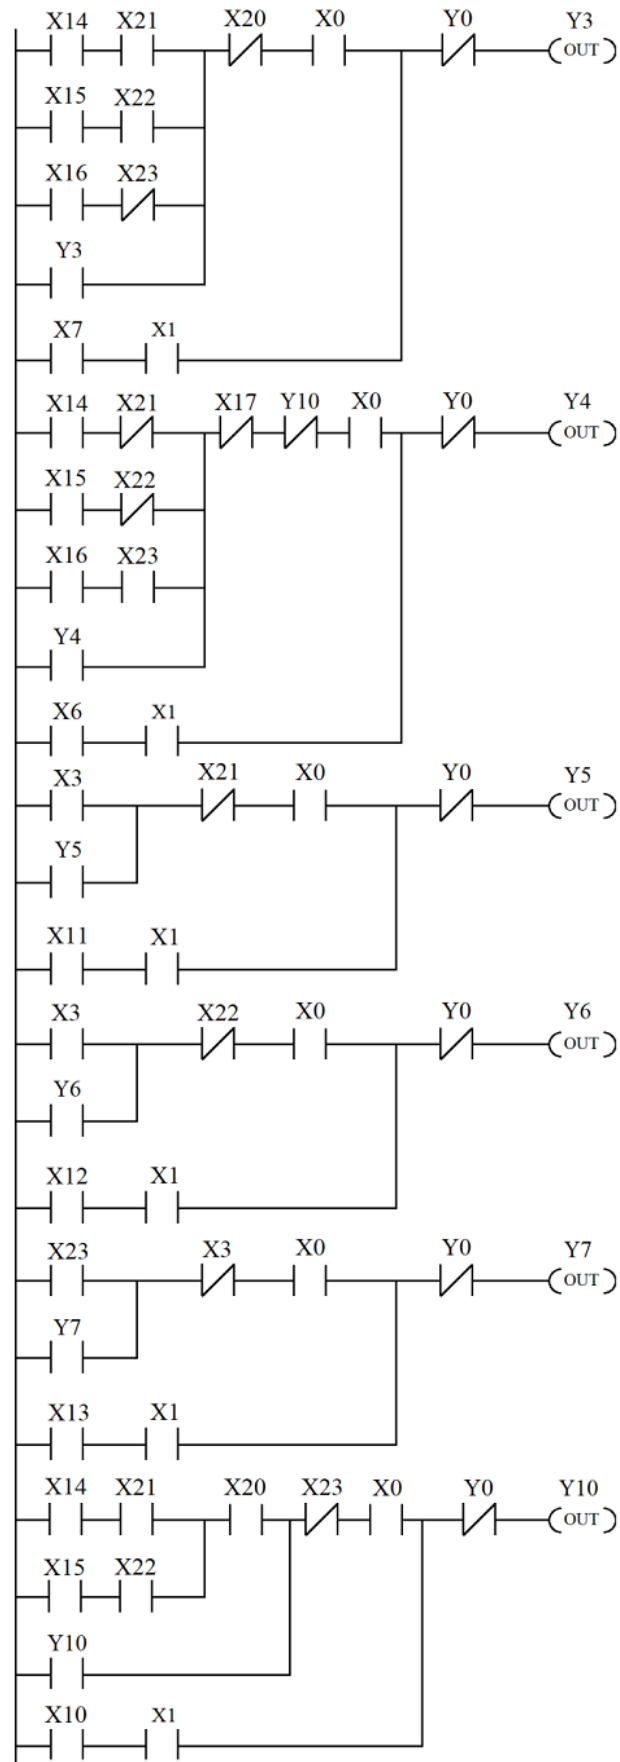 X14 X21 X20 X0 Y0 Y3
OUT
X15 X22
X16 X23
Y3
X7 X1
X14 X21 X17 Y10 X0 Y0 Y4
OUT
X15 X22
X16 X23
Y4
X6 X1
X3 X21 X0 Y0 Y5
OUT
Y5
X11 X1
X3 X22 X0 Y0 Y6
OUT
Y6
X12 X1
X23 X3 X0 Y0 Y7
OUT
Y7
X13 X1
X14 X21 X20 X23 X0 Y0 Y10
OUT
X15 X22
Y10
X10 X1